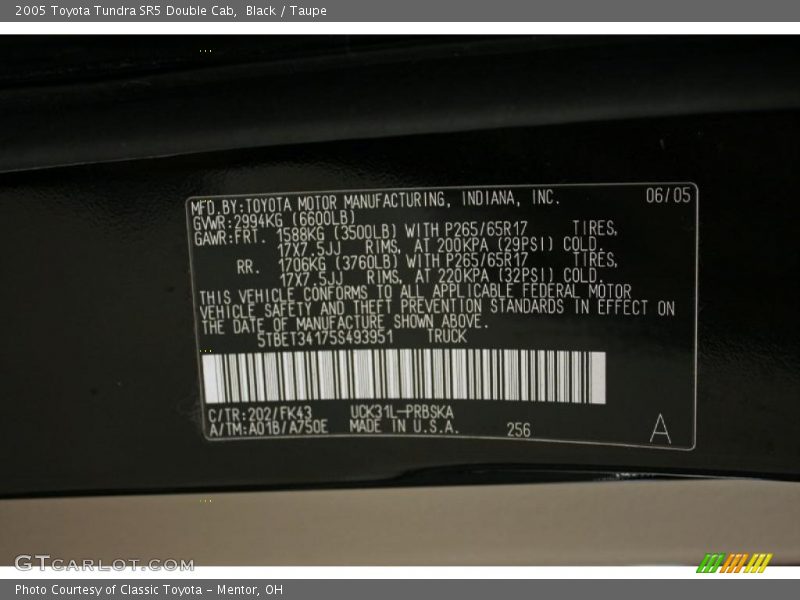 2005 Toyota Tundra SR5 Double Cab,  Black / Taupe
MFD.BY:TOYOTA MOTOR MANUFACTURING, INDIANA, INC.     06/05
GVWR:2994KG (6600LB)
GAWR:FRT. 1588KG (3500LB) WITH P265/65R17 TIRES,
17X7.5JJ RIMS, AT 200KPA (29PSI) COLD.
RR. 1706KG (3760LB) WITH P265/65R17 TIRES,
17X7.5JJ RIMS, AT 220KPA (32PSI) COLD.
THIS VEHICLE CONFORMS TO ALL APPLICABLE FEDERAL MOTOR
VEHICLE SAFETY AND THEFT PREVENTION STANDARDS IN EFFECT ON
THE DATE OF MANUFACTURE SHOWN ABOVE.
5TBET34175S493951     TRUCK
C/TR:202/FK43     UCK31L-PRBSKA
A/TM:A01B/A750E     MADE IN U.S.A.     256     A
GTCARLOT.COM
Photo Courtesy of Classic Toyota - Mentor, OH